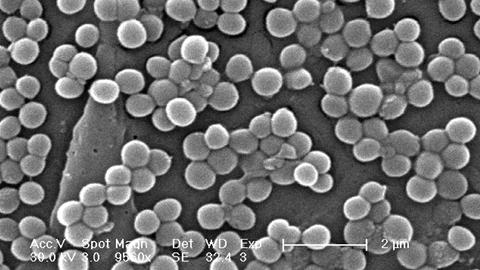 Acc.V Spot Magn Det WD Exp 2 µm
30.0 kV 3.0 9560x SE 32.4 3